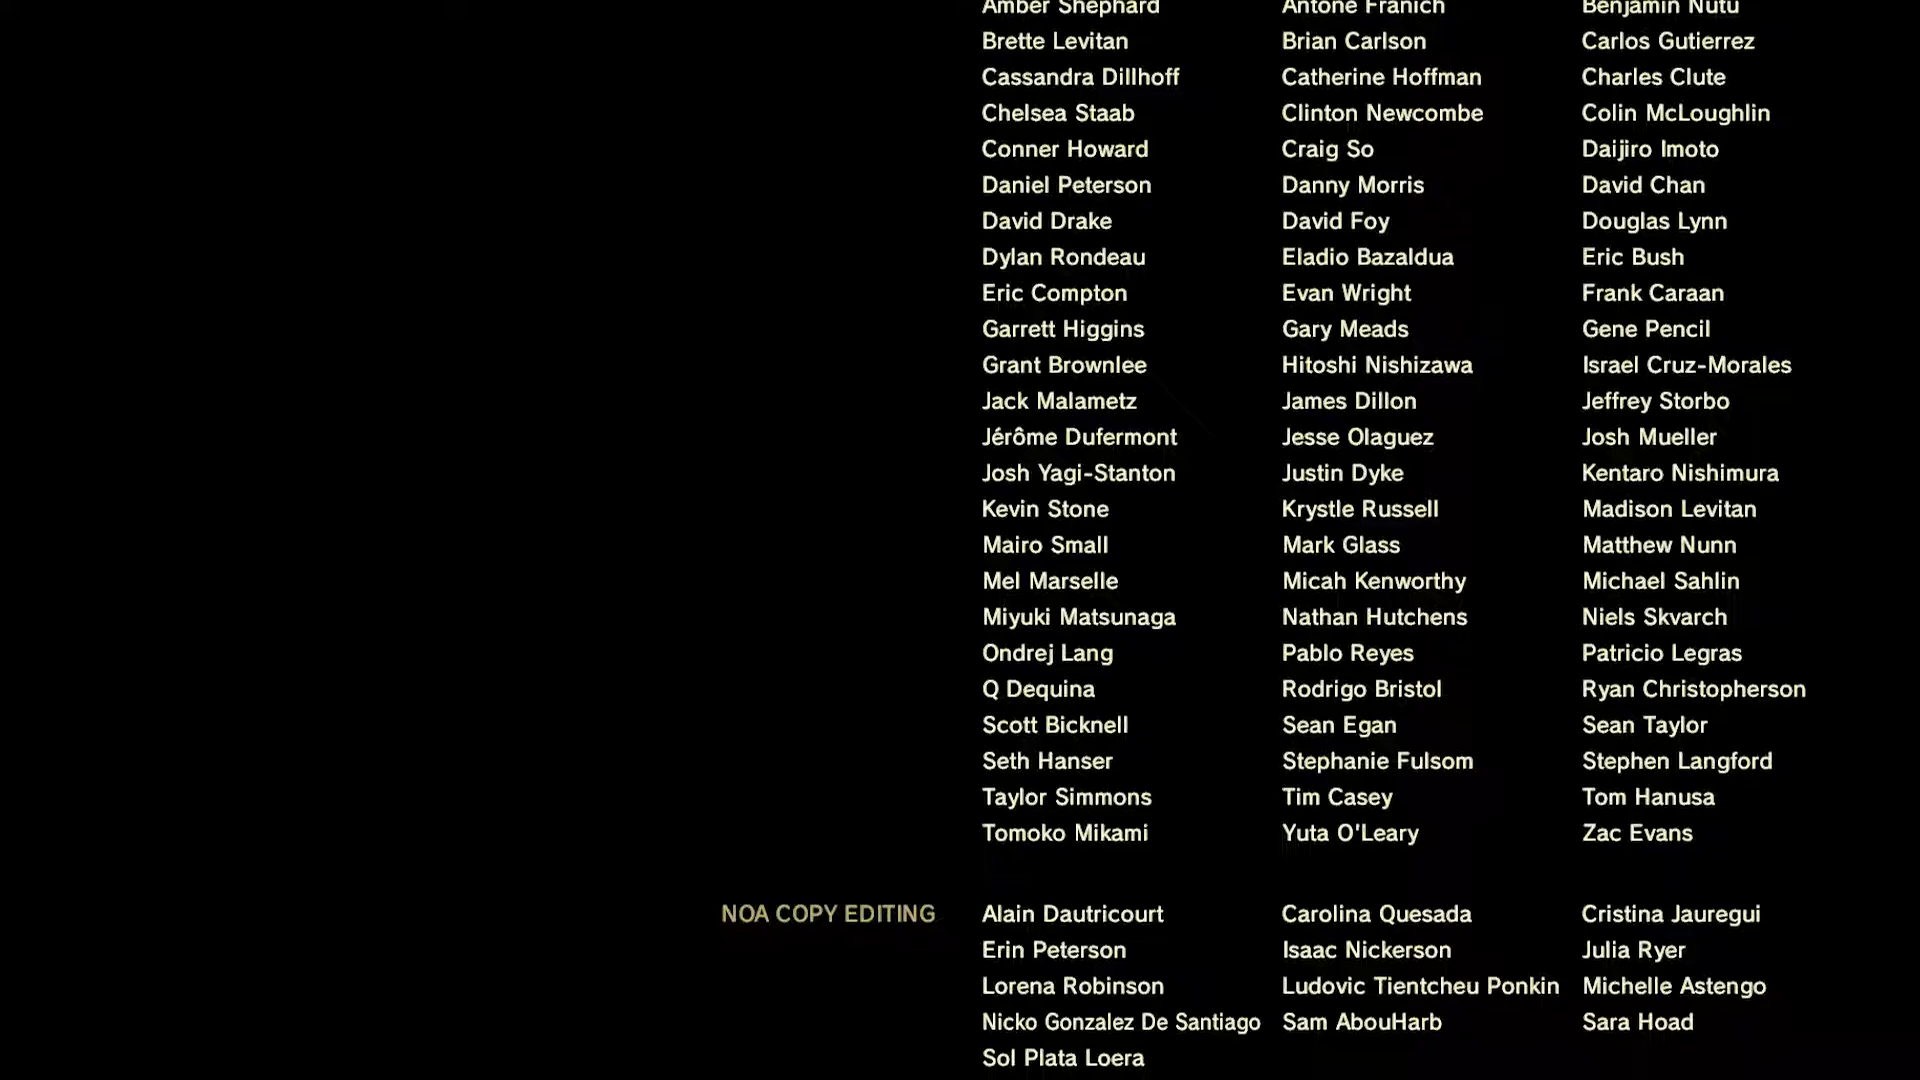 Amber Shephard Antone Franich Benjamin Nutu
Brette Levitan Brian Carlson Carlos Gutierrez
Cassandra Dillhoff Catherine Hoffman Charles Clute
Chelsea Staab Clinton Newcombe Colin McLoughlin
Conner Howard Craig So Daijiro Imoto
Daniel Peterson Danny Morris David Chan
David Drake David Foy Douglas Lynn
Dylan Rondeau Eladio Bazaldua Eric Bush
Eric Compton Evan Wright Frank Caraan
Garrett Higgins Gary Meads Gene Pencil
Grant Brownlee Hitoshi Nishizawa Israel Cruz-Morales
Jack Malametz James Dillon Jeffrey Storbo
Jérôme Dufermont Jesse Olaguez Josh Mueller
Josh Yagi-Stanton Justin Dyke Kentaro Nishimura
Kevin Stone Krystle Russell Madison Levitan
Mairo Small Mark Glass Matthew Nunn
Mel Marselle Micah Kenworthy Michael Sahlin
Miyuki Matsunaga Nathan Hutchens Niels Skvarch
Ondrej Lang Pablo Reyes Patricio Legras
Q Dequina Rodrigo Bristol Ryan Christopherson
Scott Bicknell Sean Egan Sean Taylor
Seth Hanser Stephanie Fulsom Stephen Langford
Taylor Simmons Tim Casey Tom Hanusa
Tomoko Mikami Yuta O'Leary Zac Evans
NOA COPY EDITING Alain Dautricourt Carolina Quesada Cristina Jauregui
Erin Peterson Isaac Nickerson Julia Ryer
Lorena Robinson Ludovic Tientcheu Ponkin Michelle Astengo
Nicko Gonzalez De Santiago Sam AbouHarb Sara Hoad
Sol Plata Loera